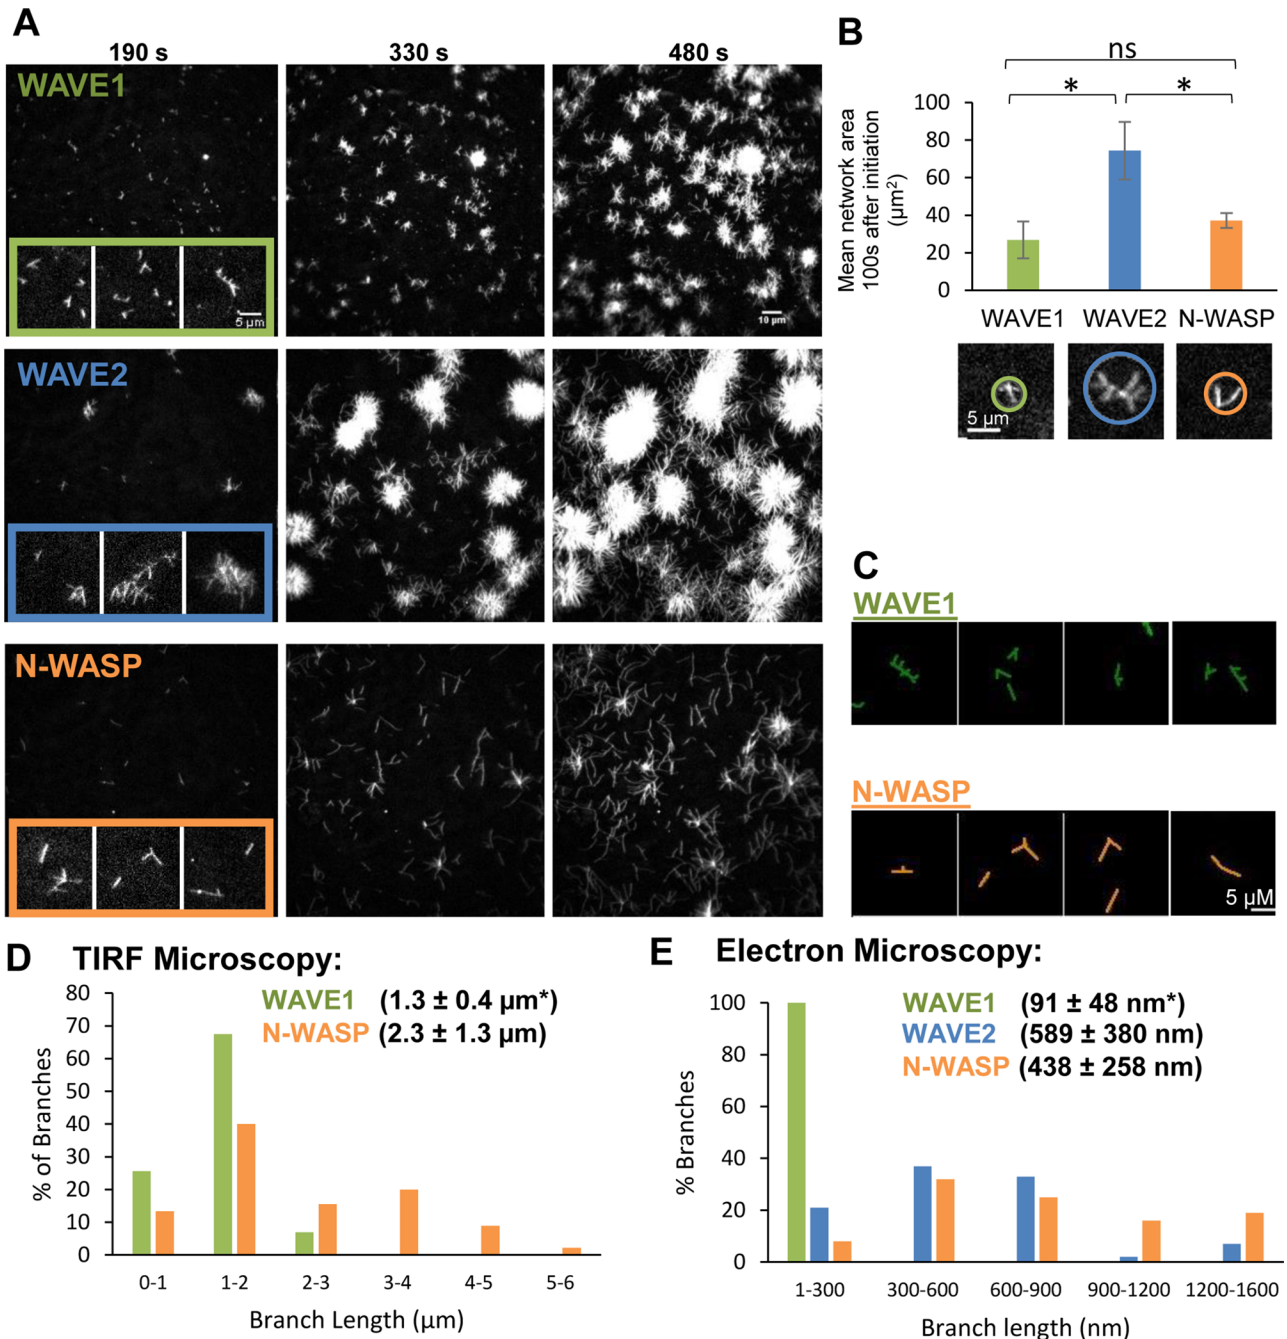 A
190 s
330 s
480 s
WAVE1
5 µm
10 µm
WAVE2
N-WASP
B
ns
*
*
Mean network area
100s after initiation
(µm²)
100
80
60
40
20
0
WAVE1
WAVE2
N-WASP
5 µm
C
WAVE1
N-WASP
5 µM
D
TIRF Microscopy:
WAVE1 (1.3 ± 0.4 µm*)
N-WASP (2.3 ± 1.3 µm)
% of Branches
80
70
60
50
40
30
20
10
0
0-1
1-2
2-3
3-4
4-5
5-6
Branch Length (µm)
E
Electron Microscopy:
WAVE1 (91 ± 48 nm*)
WAVE2 (589 ± 380 nm)
N-WASP (438 ± 258 nm)
% Branches
100
80
60
40
20
0
1-300
300-600
600-900
900-1200
1200-1600
Branch length (nm)